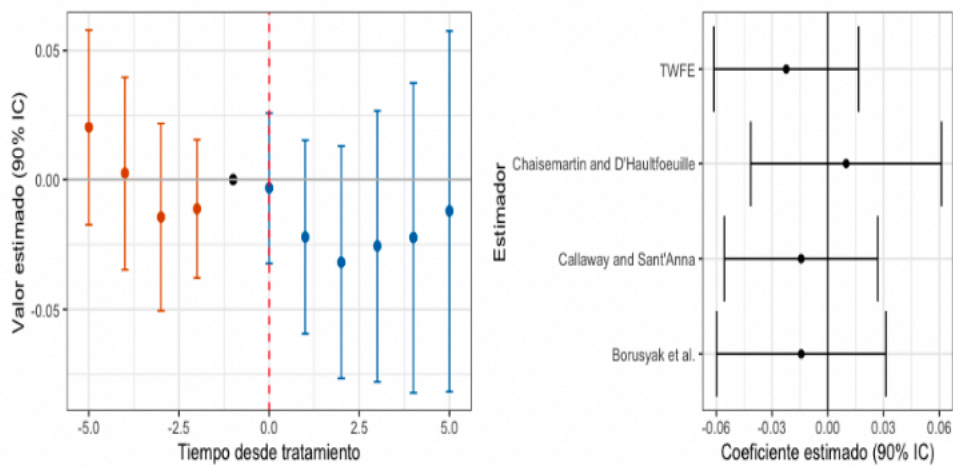 Valor estimado (90% IC)
0.05
0.00
-0.05
-5.0
-2.5
0.0
2.5
5.0
Tiempo desde tratamiento
Estimador
TWFE
Chaisemartin and D'Haultfoeuille
Callaway and Sant'Anna
Borusyak et al.
-0.06
-0.03
0.00
0.03
0.06
Coeficiente estimado (90% IC)